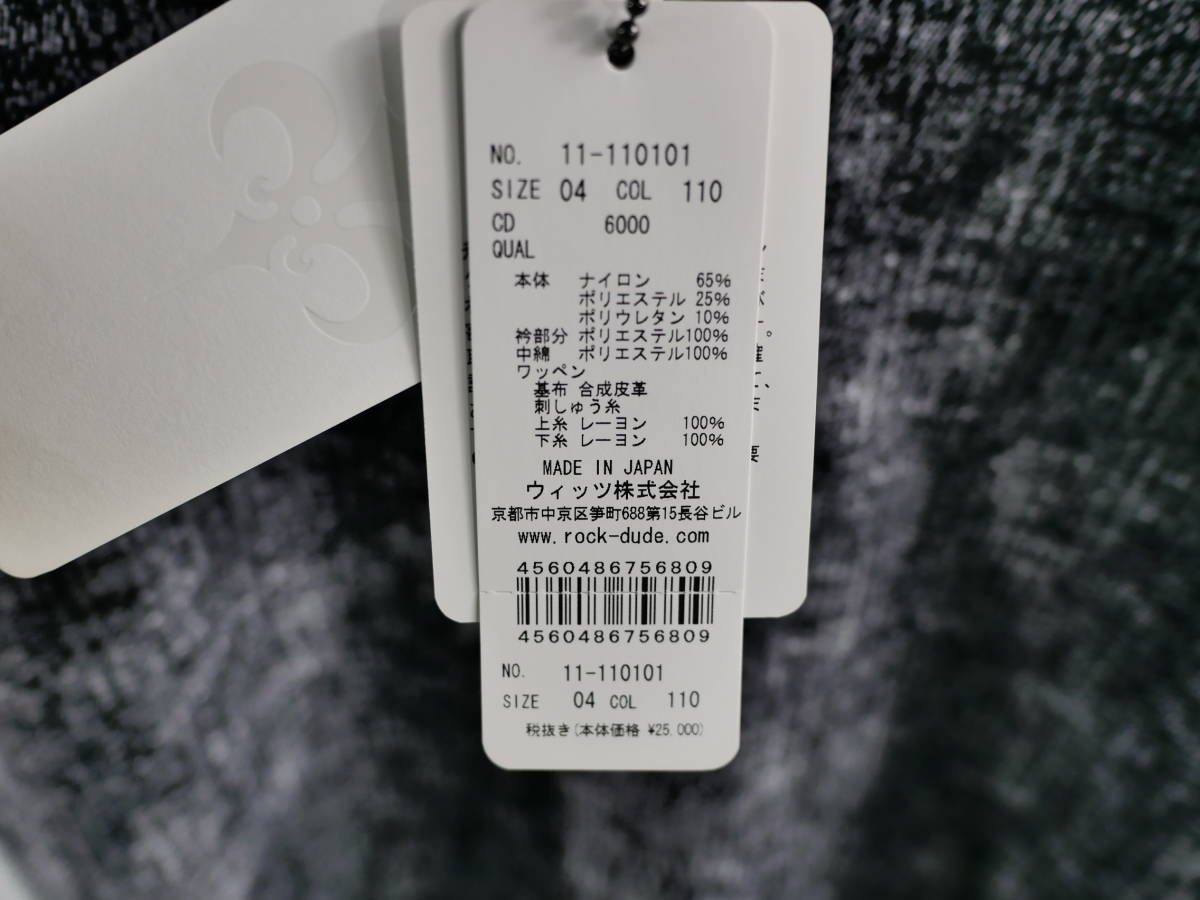 NO. 11-110101
SIZE 04 COL 110
CD 6000
QUAL
本体 ナイロン 65%
ポリエステル 25%
ポリウレタン 10%
衿部分 ポリエステル100%
中綿 ポリエステル100%
ワッペン
基布 合成皮革
刺しゅう糸
上糸 レーヨン 100%
下糸 レーヨン 100%
MADE IN JAPAN
ウィッツ株式会社
京都市中京区笋町688第15長谷ビル
www.rock-dude.com
4560486756809
4560486756809
NO. 11-110101
SIZE 04 COL 110
税抜き(本体価格 ¥25.000)